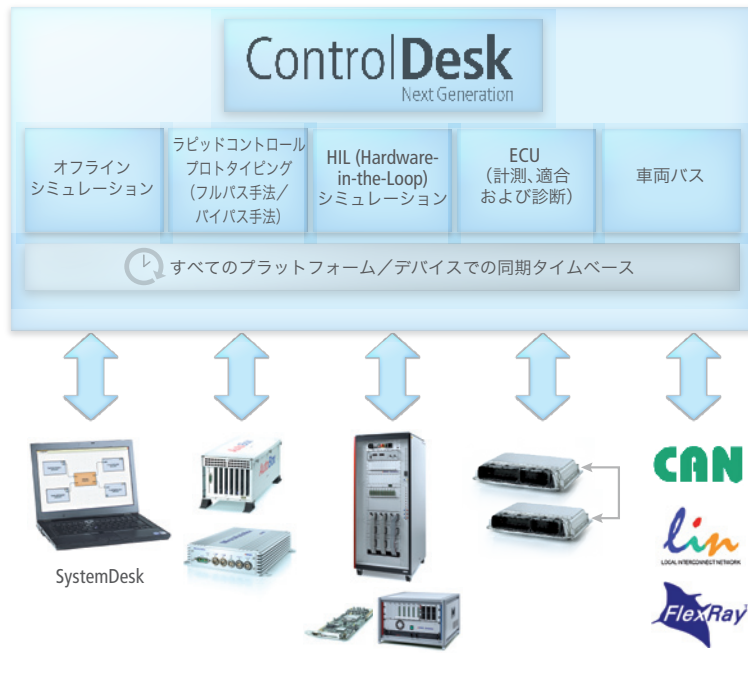 ControlDesk
Next Generation
オフライン
シミュレーション
ラピッドコントロール
プロトタイピング
(フルパス手法／
バイパス手法)
HIL (Hardware-
in-the-Loop)
シミュレーション
ECU
（計測、適合
および診断）
車両バス
すべてのプラットフォーム／デバイスでの同期タイムベース
SystemDesk
CAN
lin
LOCAL INTERCONNECT NETWORK
FlexRay